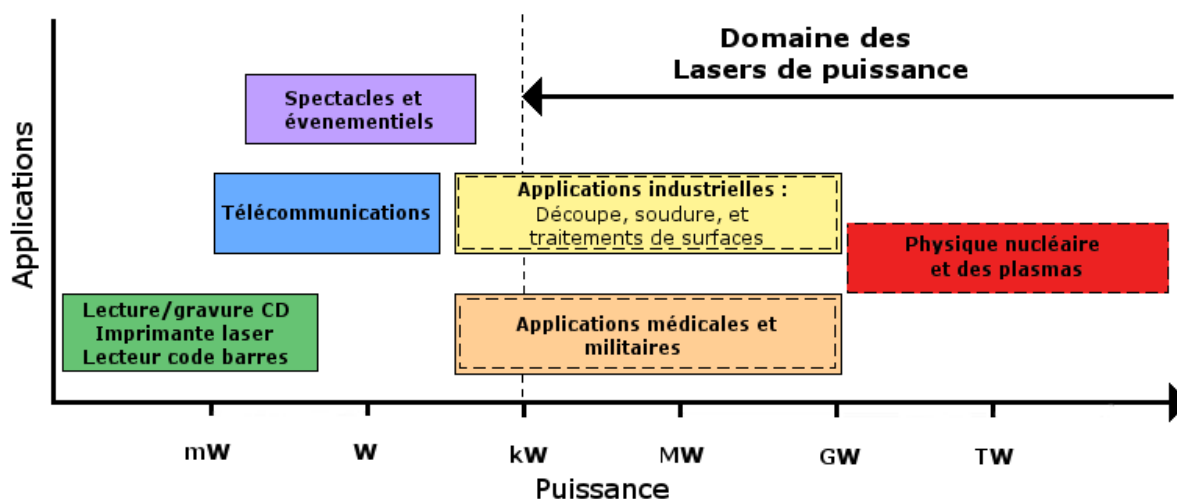 Domaine des
Lasers de puissance
Spectacles et
évenementiels
Applications
Télécommunications
Applications industrielles :
Découpe, soudure, et
traitements de surfaces
Physique nucléaire
et des plasmas
Lecture/gravure CD
Imprimante laser
Lecteur code barres
Applications médicales et
militaires
mW W kW MW GW TW
Puissance